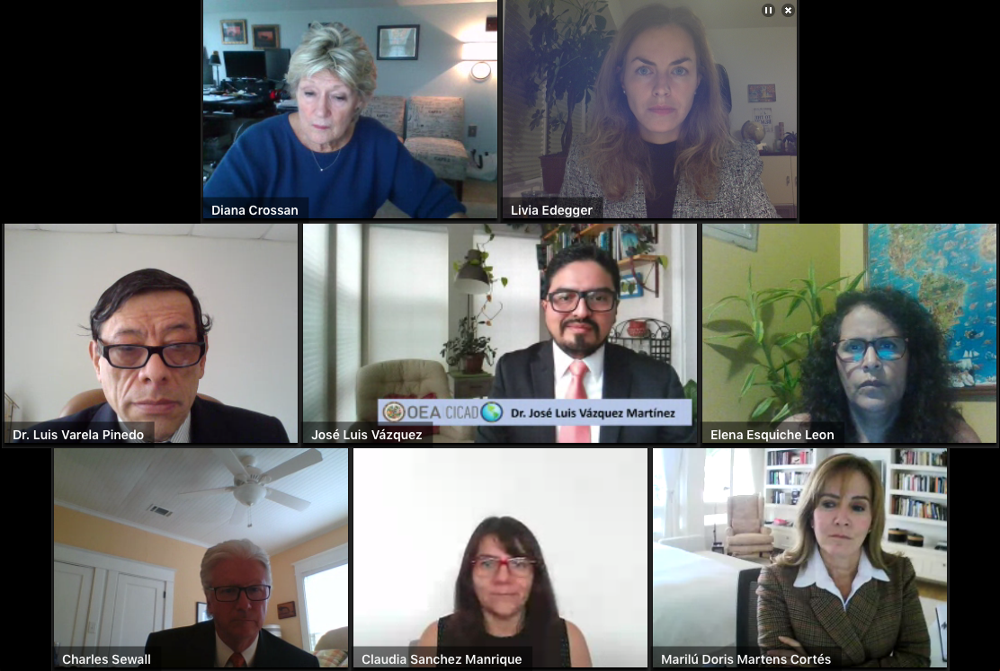 Diana Crossan
Livia Edegger
Dr. Luis Varela Pinedo
OEA CICAD Dr. José Luis Vázquez Martínez
José Luis Vázquez
Elena Esquiche Leon
Charles Sewall
Claudia Sanchez Manrique
Marilú Doris Martens Cortés